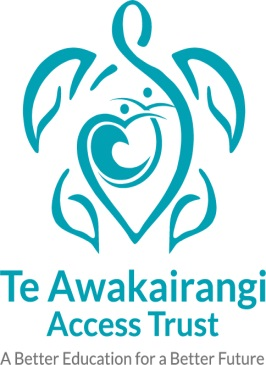 Te Awakairangi
Access Trust
A Better Education for a Better Future